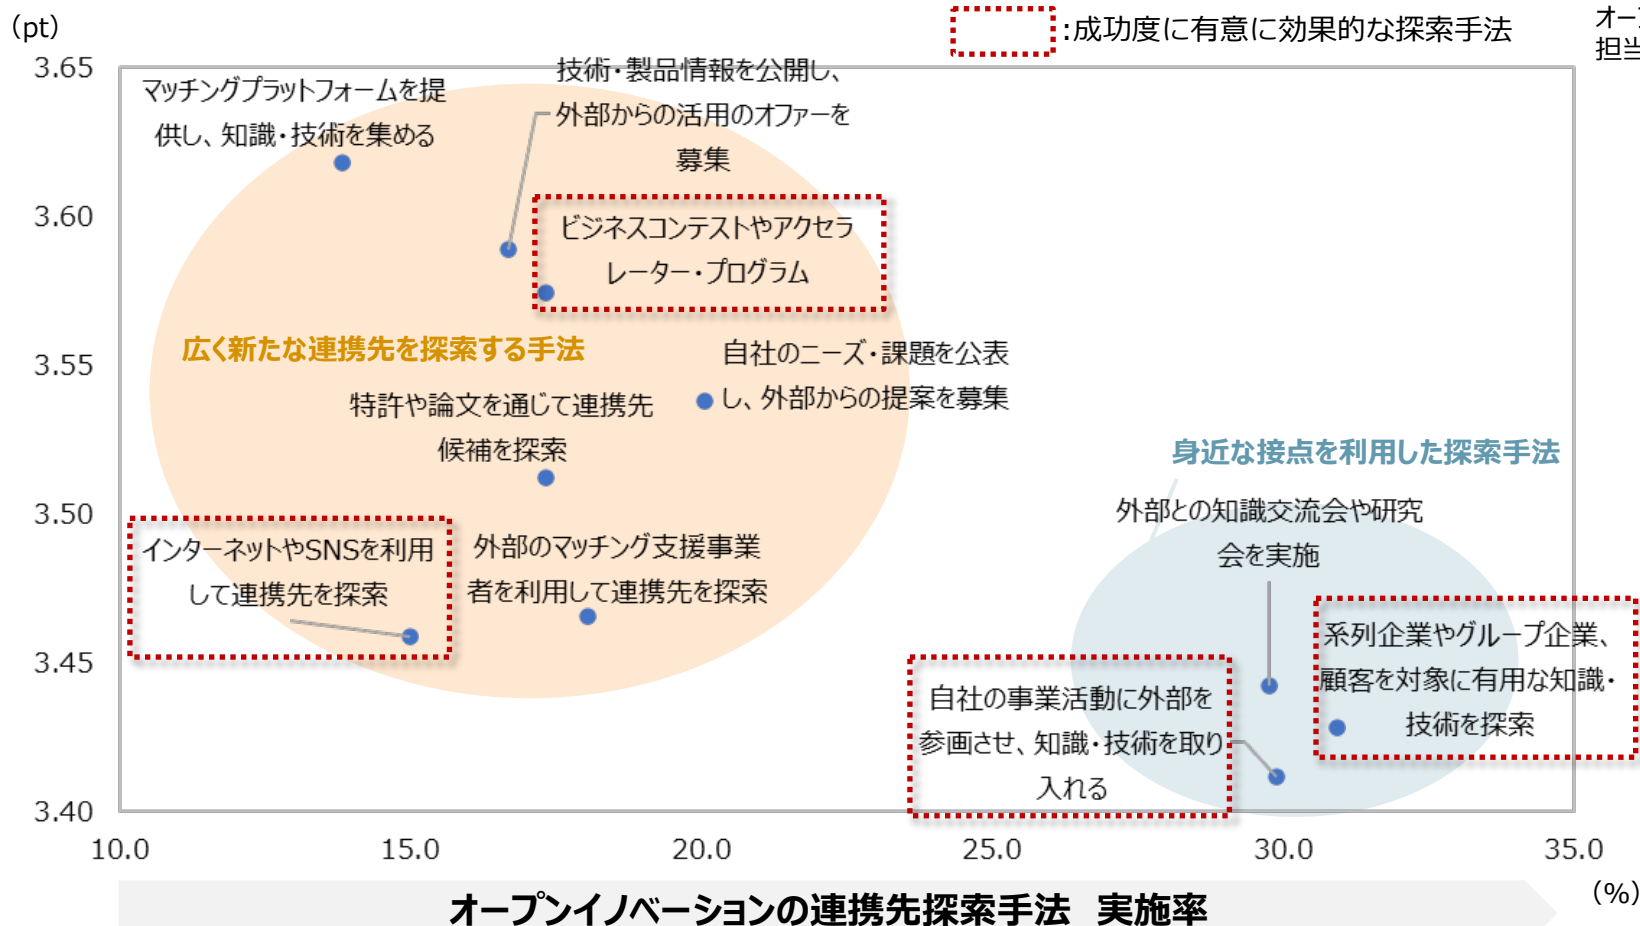 (pt)
:成功度に有意に効果的な探索手法
オー
担当
3.65
3.60
3.55
3.50
3.45
3.40
マッチングプラットフォームを提
供し、知識・技術を集める
技術・製品情報を公開し、
外部からの活用のオファーを
募集
ビジネスコンテストやアクセラ
レーター・プログラム
広く新たな連携先を探索する手法
自社のニーズ・課題を公表
し、外部からの提案を募集
特許や論文を通じて連携先
候補を探索
身近な接点を利用した探索手法
インターネットやSNSを利用
して連携先を探索
外部のマッチング支援事業
者を利用して連携先を探索
外部との知識交流会や研究
会を実施
系列企業やグループ企業、
顧客を対象に有用な知識・
技術を探索
自社の事業活動に外部を
参画させ、知識・技術を取り
入れる
10.0
15.0
20.0
25.0
30.0
35.0
(%)
オープンイノベーションの連携先探索手法 実施率